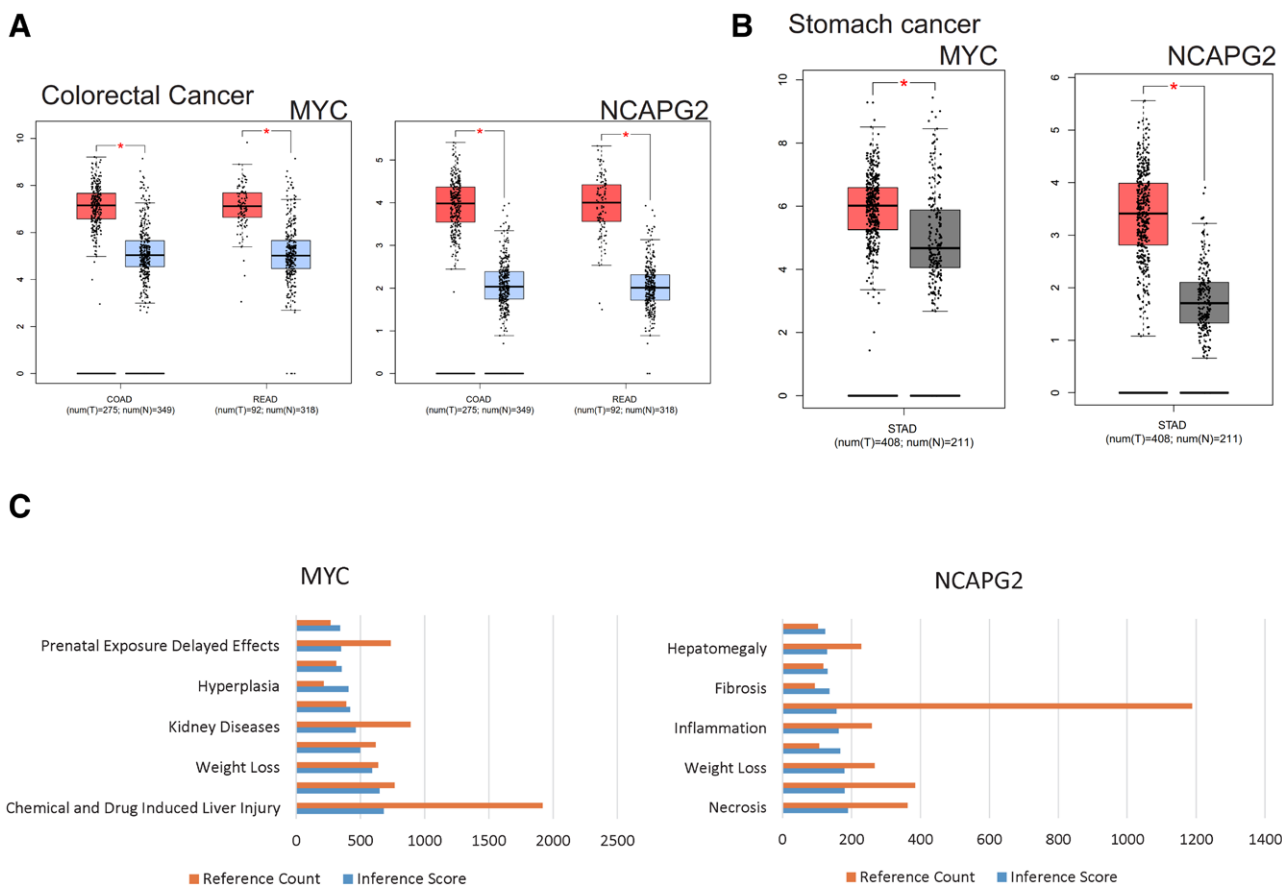 A
Colorectal Cancer
MYC
10
8
6
4
2
0
*
*
COAD
(num(T)=275; num(N)=349)
READ
(num(T)=92; num(N)=318)
NCAPG2
5
4
3
2
1
0
*
*
COAD
(num(T)=275; num(N)=349)
READ
(num(T)=92; num(N)=318)
B
Stomach cancer
MYC
10
8
6
4
2
0
*
STAD
(num(T)=408; num(N)=211)
NCAPG2
6
5
4
3
2
1
0
*
STAD
(num(T)=408; num(N)=211)
C
MYC
Prenatal Exposure Delayed Effects
Hyperplasia
Kidney Diseases
Weight Loss
Chemical and Drug Induced Liver Injury
0 500 1000 1500 2000 2500
Reference Count Inference Score
NCAPG2
Hepatomegaly
Fibrosis
Inflammation
Weight Loss
Necrosis
0 200 400 600 800 1000 1200 1400
Reference Count Inference Score